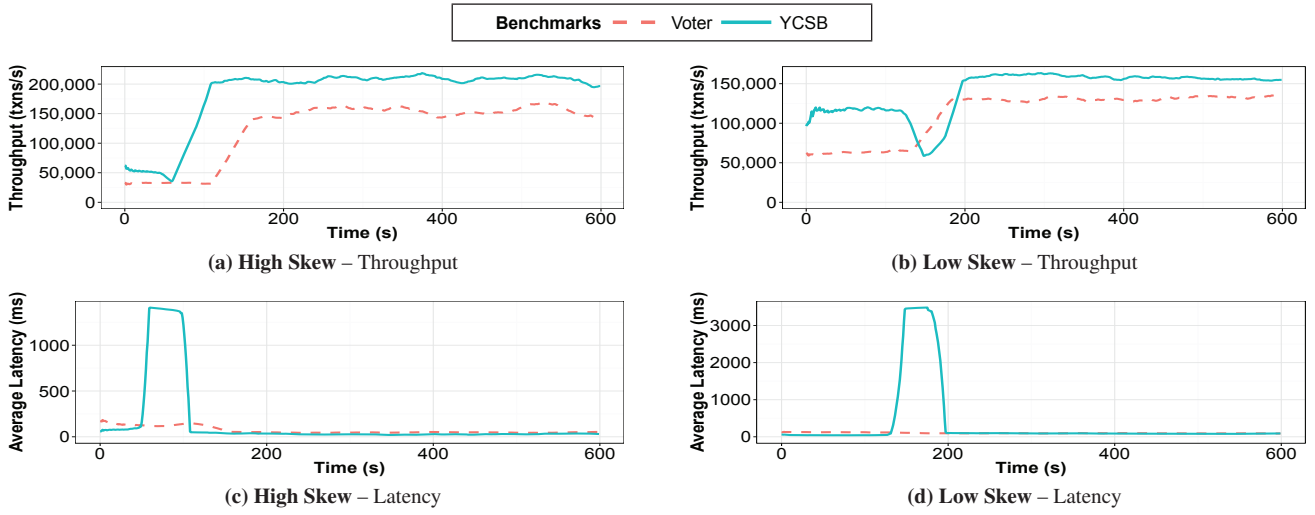 Benchmarks Voter YCSB
Throughput (txns/s)
200,000
150,000
100,000
50,000
0
0 200 400 600
Time (s)
(a) High Skew – Throughput
Throughput (txns/s)
150,000
100,000
50,000
0
0 200 400 600
Time (s)
(b) Low Skew – Throughput
Average Latency (ms)
1000
500
0
0 200 400 600
Time (s)
(c) High Skew – Latency
Average Latency (ms)
3000
2000
1000
0
0 200 400 600
Time (s)
(d) Low Skew – Latency